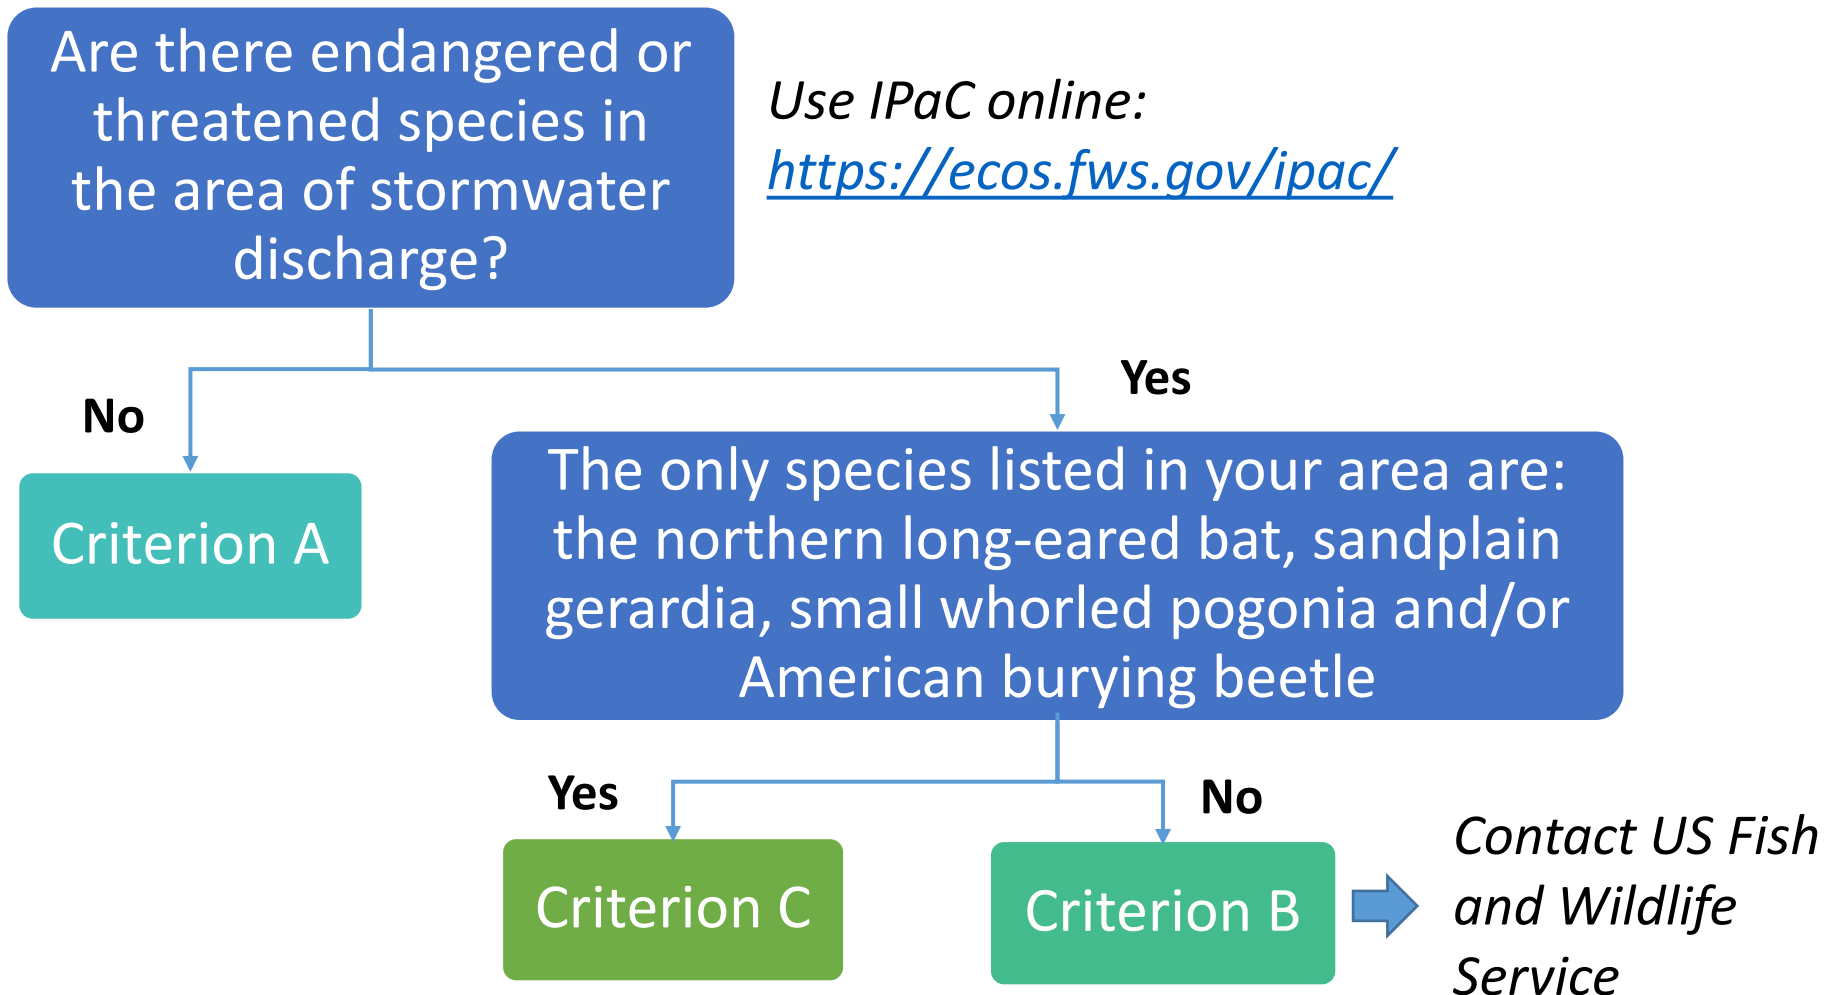 Are there endangered or
threatened species in
the area of stormwater
discharge?
Use IPaC online:
https://ecos.fws.gov/ipac/
No
Yes
Criterion A
The only species listed in your area are:
the northern long-eared bat, sandplain
gerardia, small whorled pogonia and/or
American burying beetle
Yes
No
Criterion C
Criterion B
Contact US Fish
and Wildlife
Service